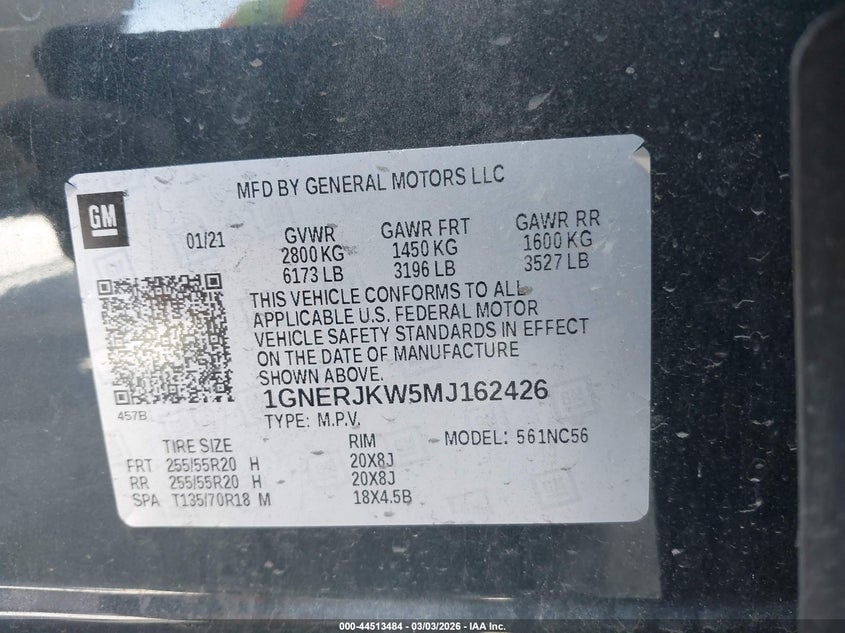 MFD BY GENERAL MOTORS LLC
GM
01/21 GVWR GAWR FRT GAWR RR
2800 KG 1450 KG 1600 KG
6173 LB 3196 LB 3527 LB
THIS VEHICLE CONFORMS TO ALL
APPLICABLE U.S. FEDERAL MOTOR
VEHICLE SAFETY STANDARDS IN EFFECT
ON THE DATE OF MANUFACTURE
SHOWN ABOVE.
1GNERJKW5MJ162426
457B
TYPE: M.P.V.
MODEL: 561NC56
TIRE SIZE RIM
FRT 255/55R20 H 20X8J
RR 255/55R20 H 20X8J
SPA T135/70R18 M 18X4.5B
000-44513484 - 03/03/2026 - IAA Inc.